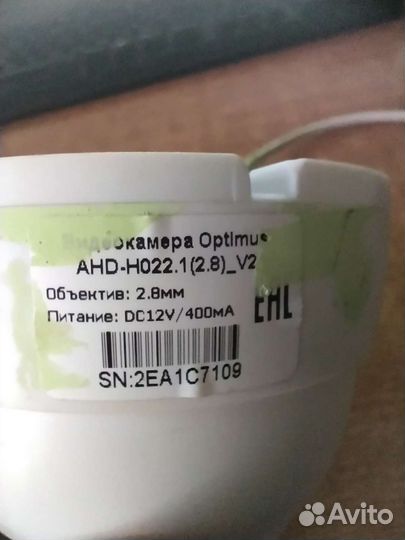 Видеокамера Optimus
AHD-H022.1(2.8)_V2
Объектив: 2.8мм
Питание: DC12V/400мА
EAC
SN:2EA1C7109
Avito